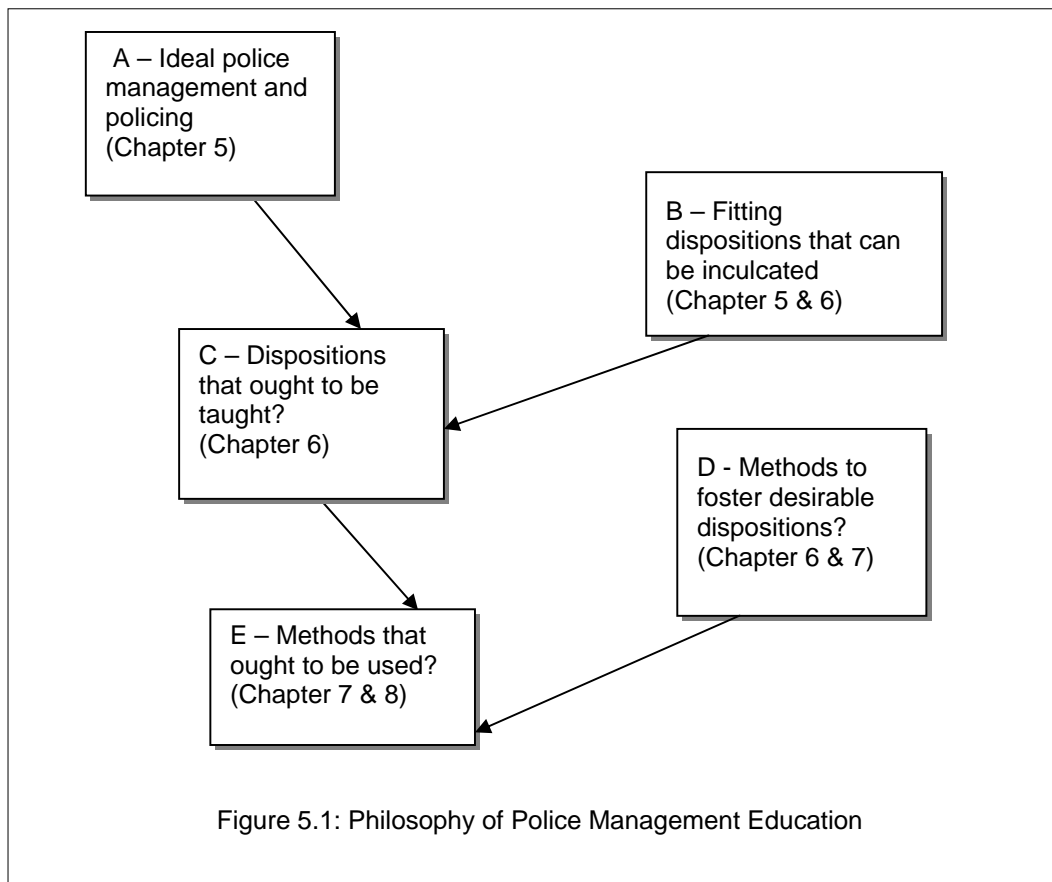 A – Ideal police
management and
policing
(Chapter 5)
B – Fitting
dispositions that can
be inculcated
(Chapter 5 & 6)
C – Dispositions
that ought to be
taught?
(Chapter 6)
D - Methods to
foster desirable
dispositions?
(Chapter 6 & 7)
E – Methods that
ought to be used?
(Chapter 7 & 8)
Figure 5.1: Philosophy of Police Management Education